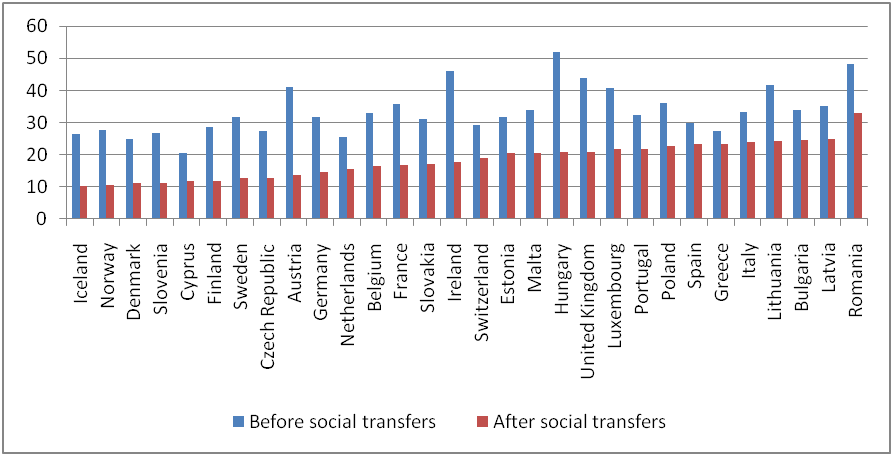 60
50
40
30
20
10
0
Iceland
Norway
Denmark
Slovenia
Cyprus
Finland
Sweden
Czech Republic
Austria
Germany
Netherlands
Belgium
France
Slovakia
Ireland
Switzerland
Estonia
Malta
Hungary
United Kingdom
Luxembourg
Portugal
Poland
Spain
Greece
Italy
Lithuania
Bulgaria
Latvia
Romania
Before social transfers
After social transfers